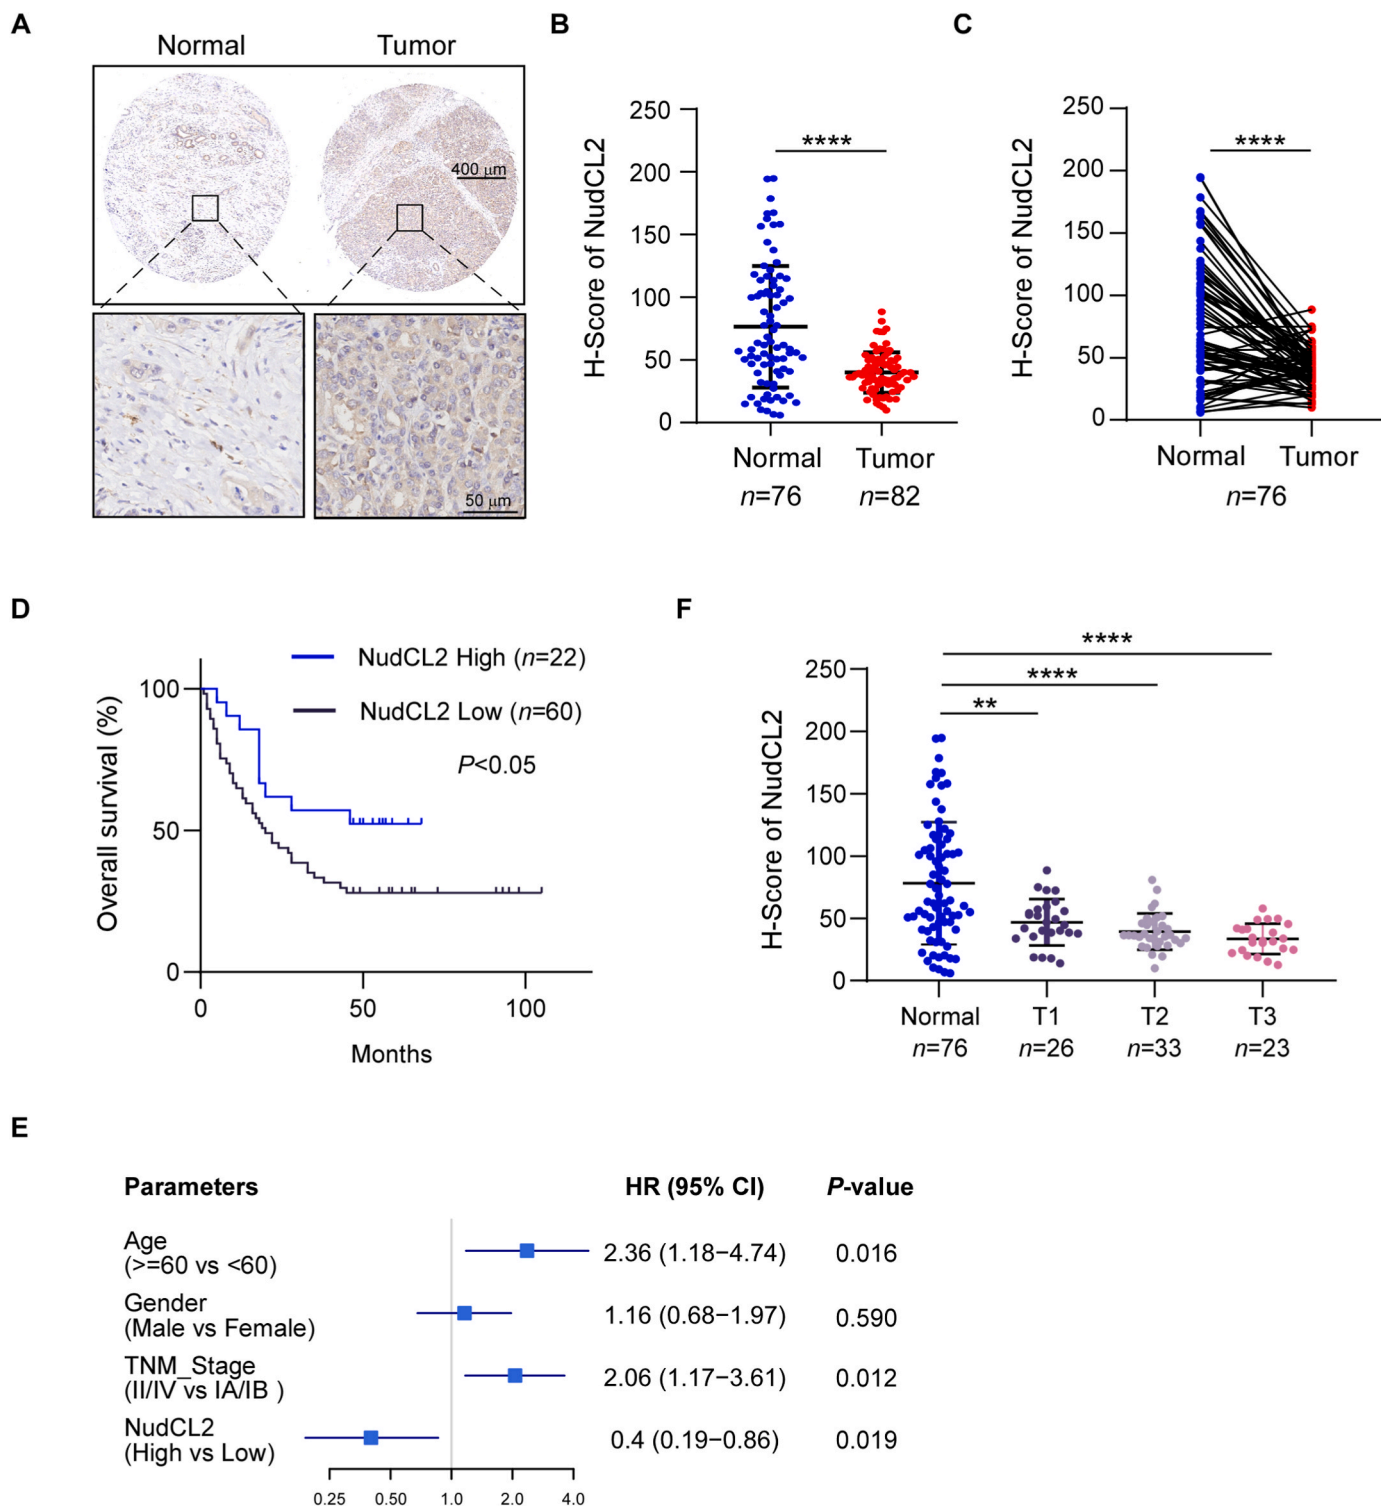 A
Normal
Tumor
400 µm
50 µm
B
H-Score of NudCL2
250
200
150
100
50
0
****
Normal
Tumor
n=76
n=82
C
H-Score of NudCL2
250
200
150
100
50
0
****
Normal
Tumor
n=76
D
Overall survival (%)
100
50
0
NudCL2 High (n=22)
NudCL2 Low (n=60)
P<0.05
0
50
100
Months
F
H-Score of NudCL2
250
200
150
100
50
0
****
****
**
Normal
T1
T2
T3
n=76
n=26
n=33
n=23
E
Parameters
HR (95% CI)
P-value
Age
(>=60 vs <60)
2.36 (1.18−4.74)
0.016
Gender
(Male vs Female)
1.16 (0.68−1.97)
0.590
TNM_Stage
(II/IV vs IA/IB )
2.06 (1.17−3.61)
0.012
NudCL2
(High vs Low)
0.4 (0.19−0.86)
0.019
0.25
0.50
1.0
2.0
4.0